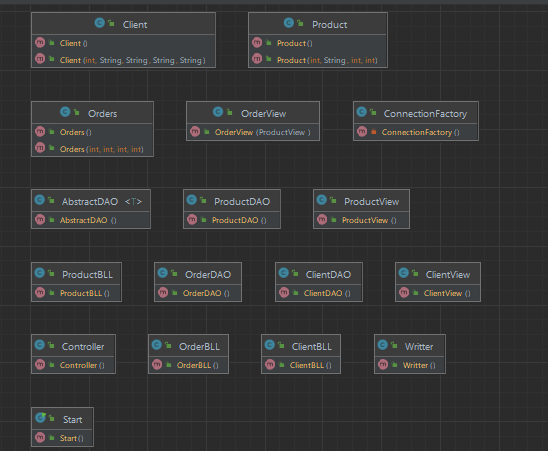 Client
Client ()
Client (int, String, String, String, String)
Product
Product ()
Product (int, String, int, int)
Orders
Orders ()
Orders (int, int, int, int)
OrderView
OrderView (ProductView )
ConnectionFactory
ConnectionFactory ()
AbstractDAO <T>
AbstractDAO ()
ProductDAO
ProductDAO ()
ProductView
ProductView ()
ProductBLL
ProductBLL ()
OrderDAO
OrderDAO ()
ClientDAO
ClientDAO ()
ClientView
ClientView ()
Controller
Controller ()
OrderBLL
OrderBLL ()
ClientBLL
ClientBLL ()
Writter
Writter ()
Start
Start ()